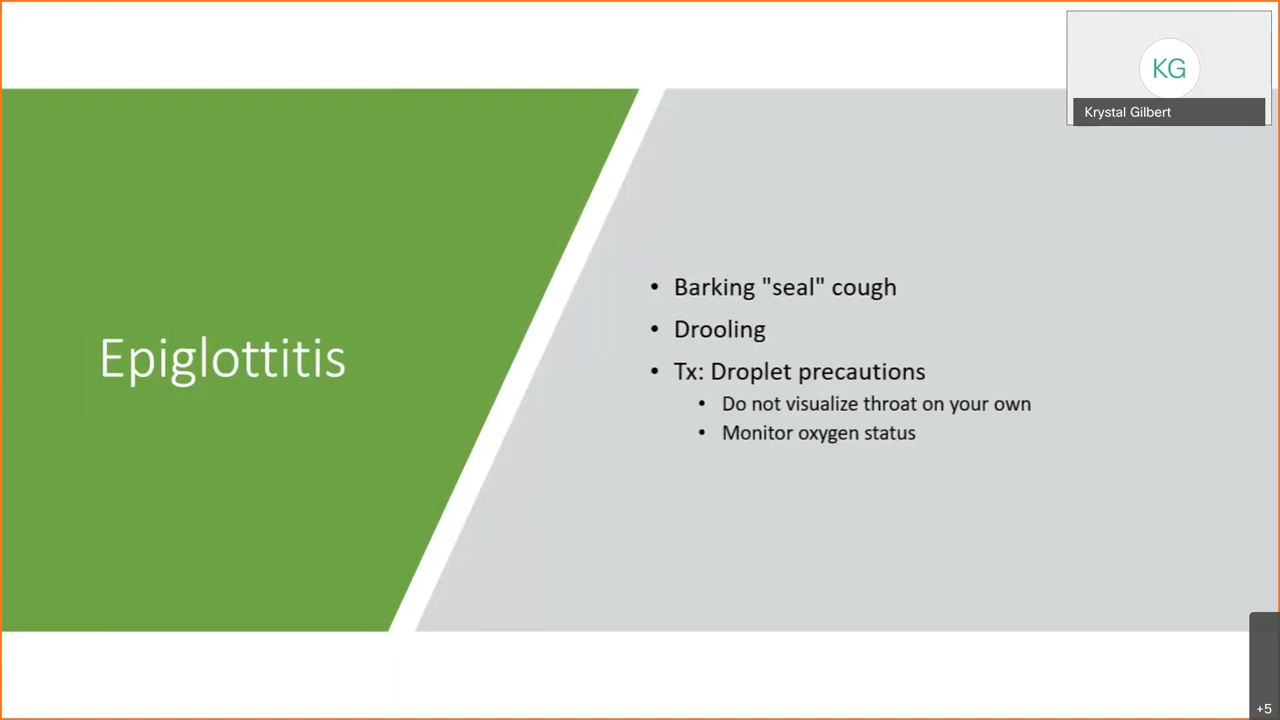 KG
Krystal Gilbert
Epiglottitis
• Barking "seal" cough
• Drooling
• Tx: Droplet precautions
• Do not visualize throat on your own
• Monitor oxygen status
+5